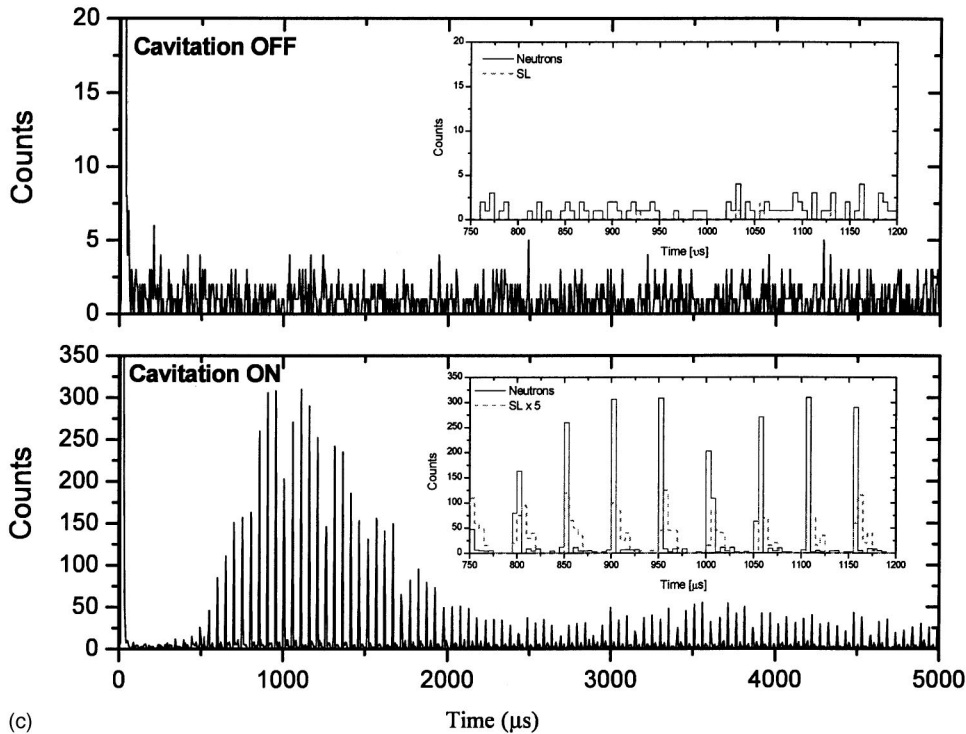 Cavitation OFF
Counts
20
15
10
5
0
Neutrons
SL
Counts
20
15
10
5
0
750 800 850 900 950 1000 1050 1100 1150 1200
Time [υs]
Cavitation ON
Counts
350
300
250
200
150
100
50
0
Neutrons
SL x 5
Counts
350
300
250
200
150
100
50
0
750 800 850 900 950 1000 1050 1100 1150 1200
Time [μs]
0 1000 2000 3000 4000 5000
(c)
Time (μs)